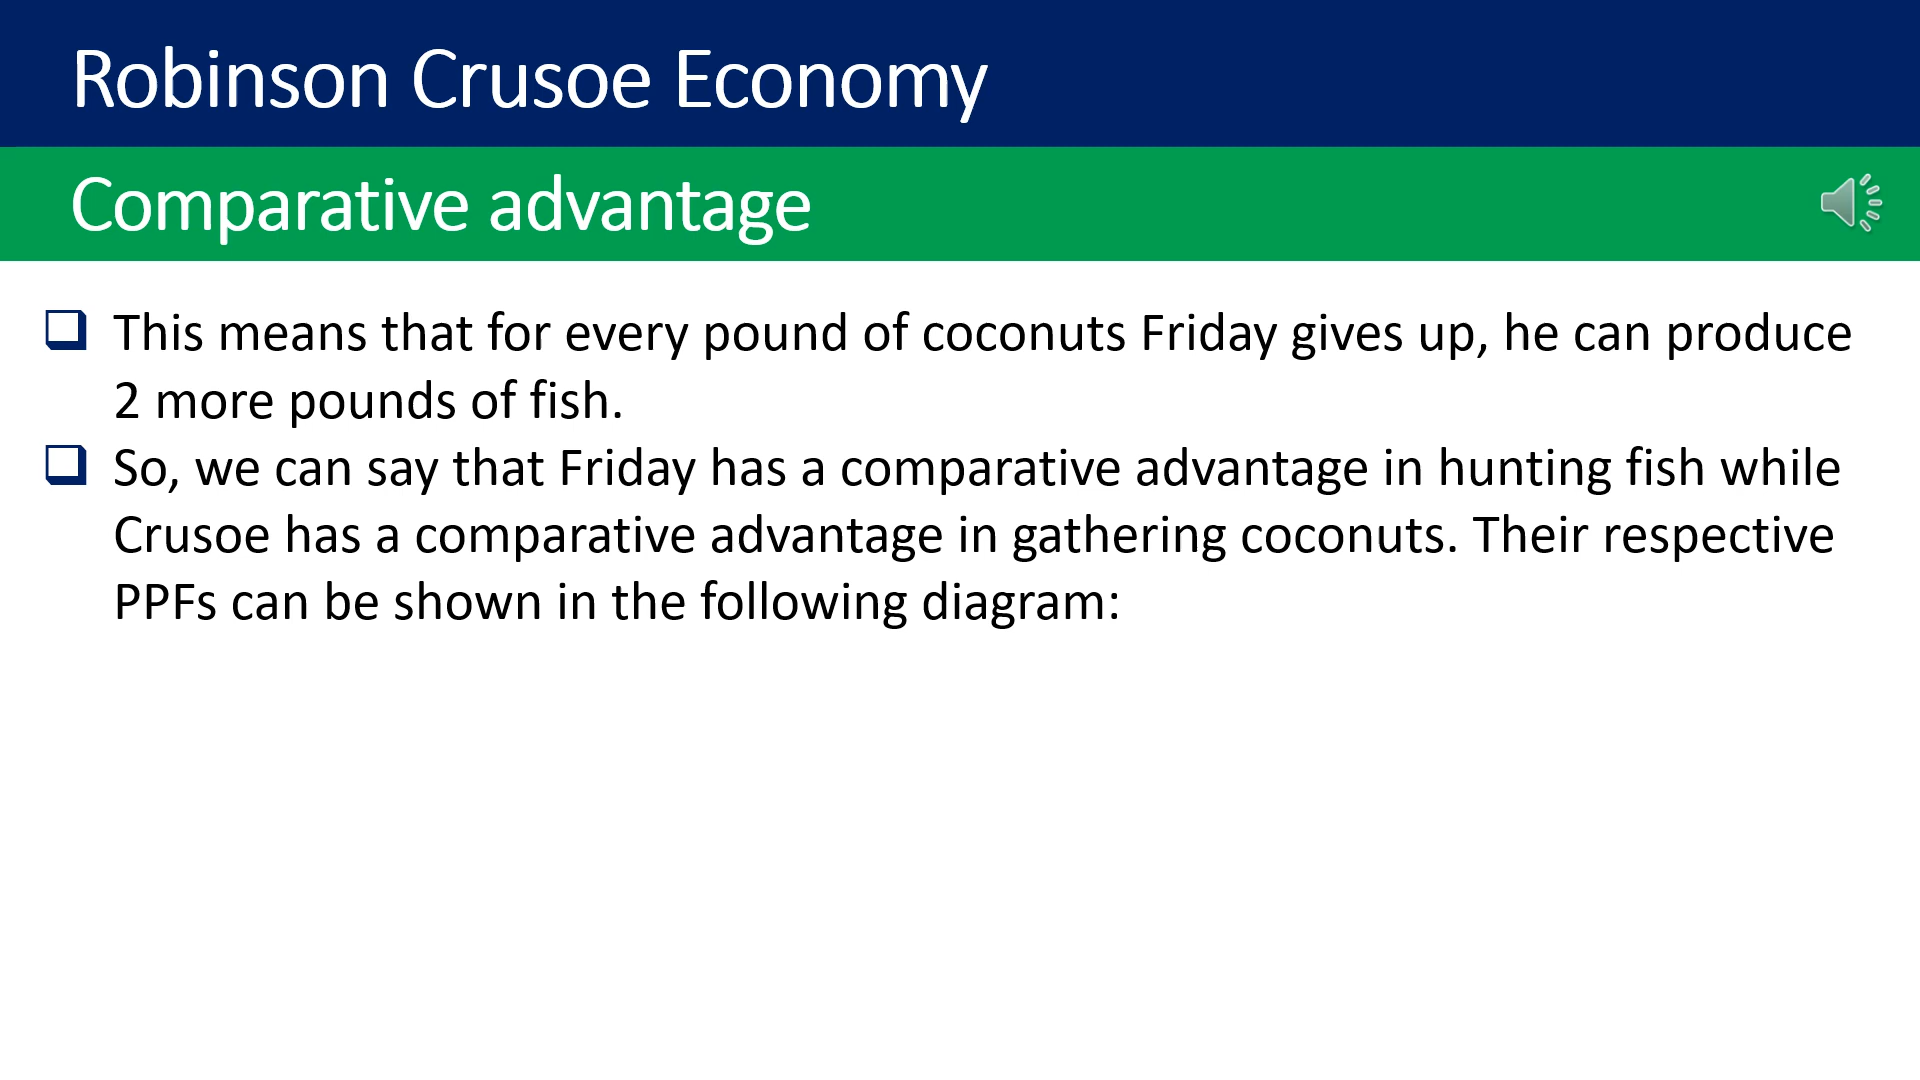 Robinson Crusoe Economy
Comparative advantage
This means that for every pound of coconuts Friday gives up, he can produce
2 more pounds of fish.
So, we can say that Friday has a comparative advantage in hunting fish while
Crusoe has a comparative advantage in gathering coconuts. Their respective
PPFs can be shown in the following diagram: